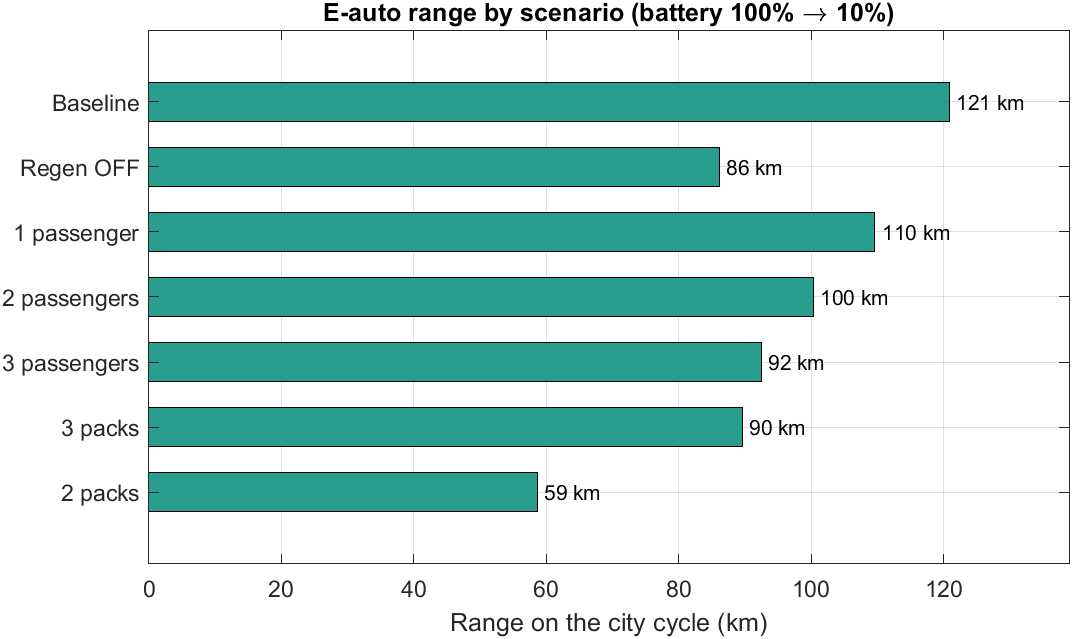 E-auto range by scenario (battery 100% → 10%)
Baseline 121 km
Regen OFF 86 km
1 passenger 110 km
2 passengers 100 km
3 passengers 92 km
3 packs 90 km
2 packs 59 km
0 20 40 60 80 100 120
Range on the city cycle (km)